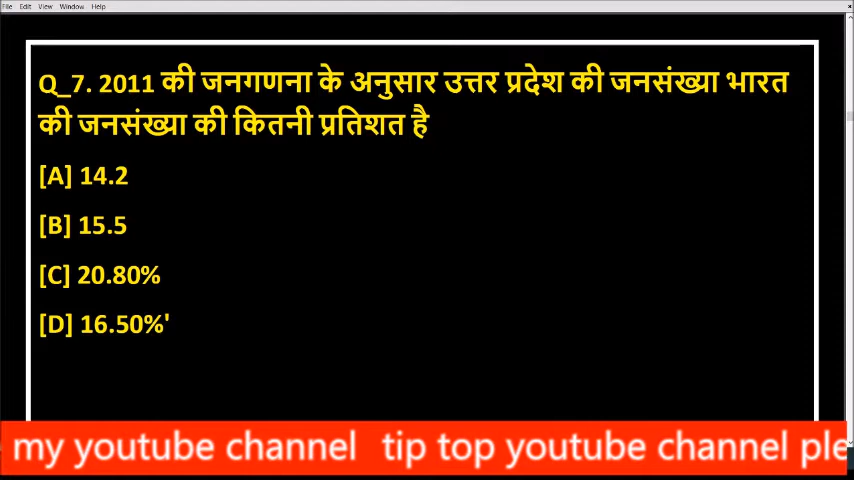 File Edit View Window Help
Q_7. 2011 की जनगणना के अनुसार उत्तर प्रदेश की जनसंख्या भारत
की जनसंख्या की कितनी प्रतिशत है
[A] 14.2
[B] 15.5
[C] 20.80%
[D] 16.50%'
my youtube channel tip top youtube channel ple